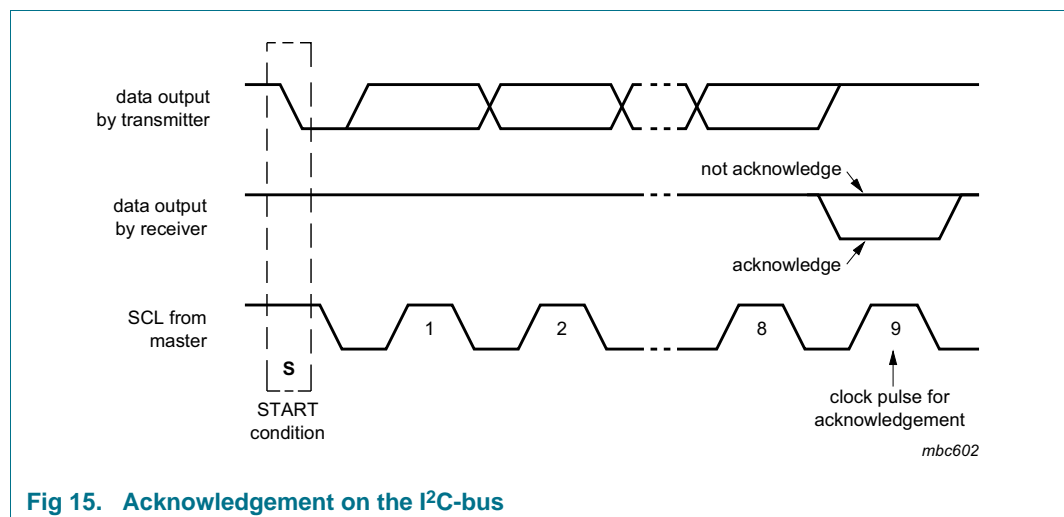 data output
by transmitter
not acknowledge
data output
by receiver
acknowledge
SCL from
master
1
2
8
9
S
START
condition
clock pulse for
acknowledgement
mbc602
Fig 15. Acknowledgement on the I²C-bus